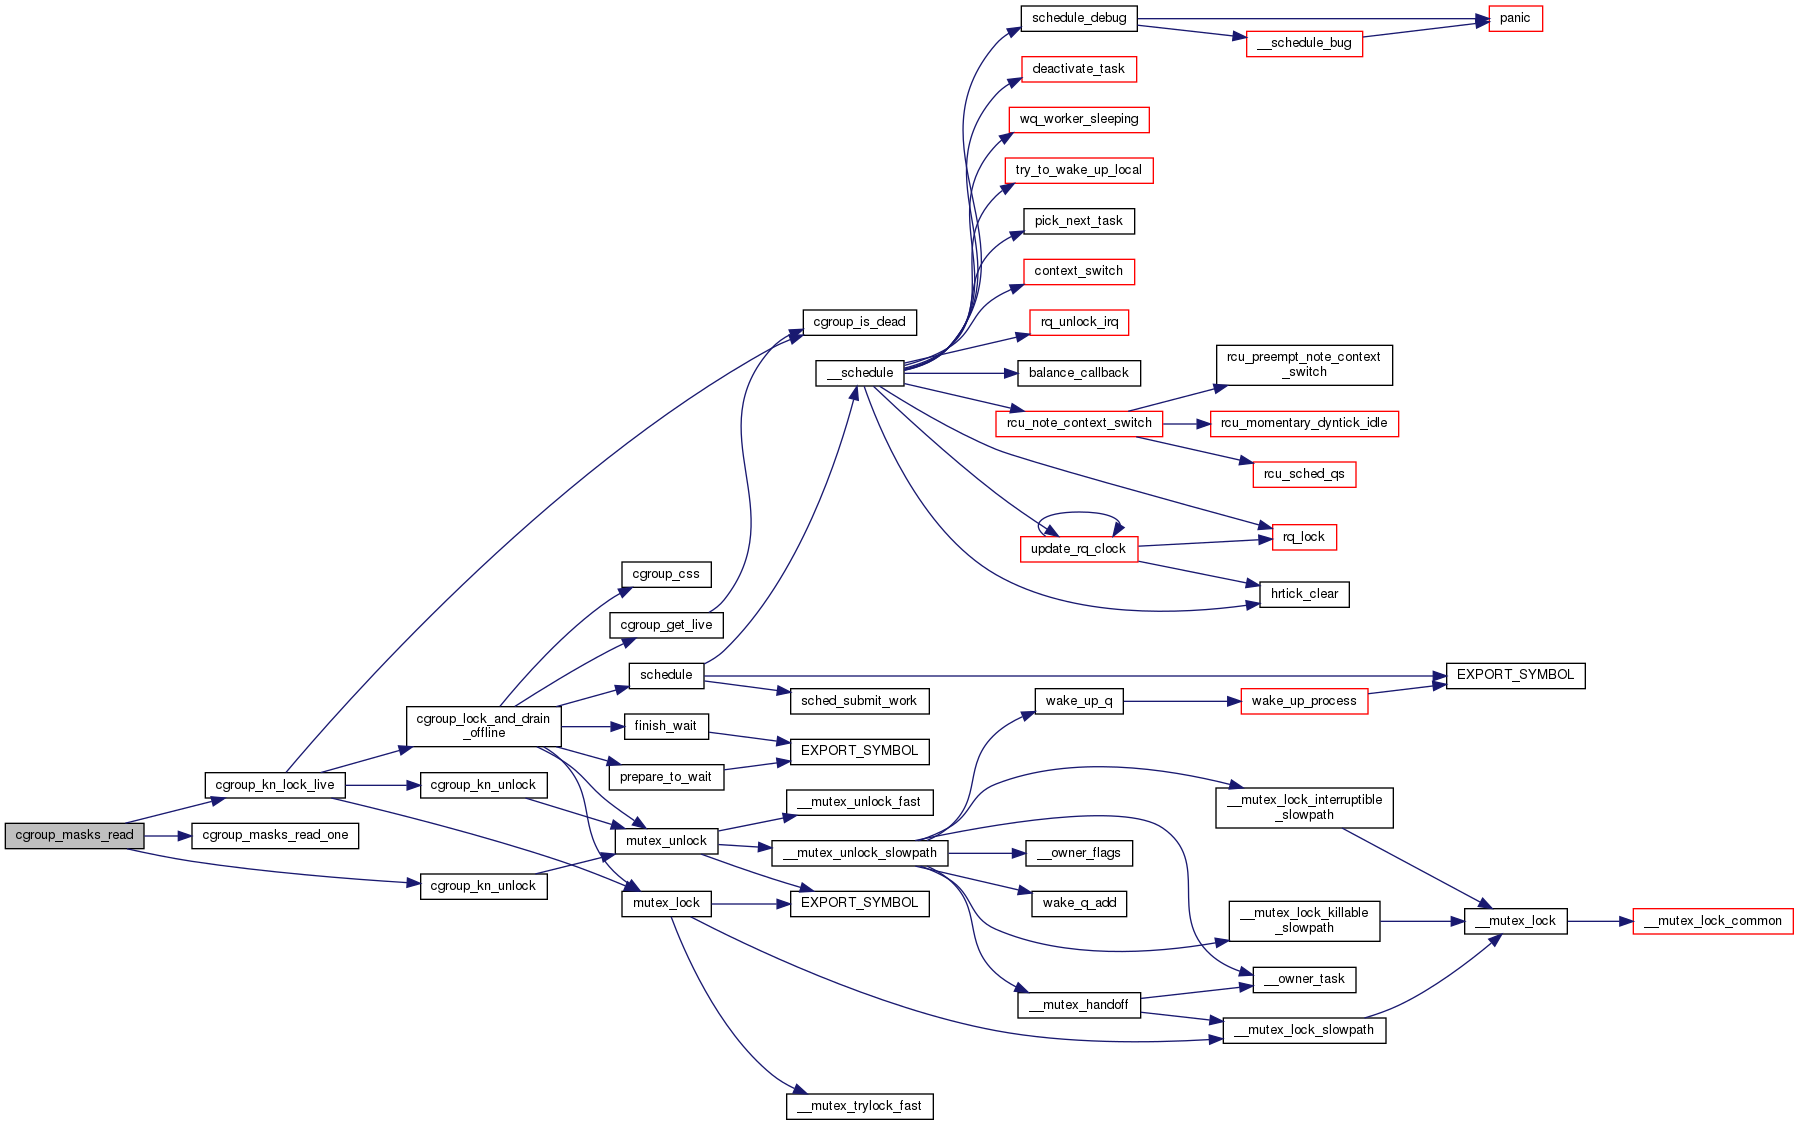 schedule_debug
panic
__schedule_bug
deactivate_task
wq_worker_sleeping
try_to_wake_up_local
pick_next_task
context_switch
cgroup_is_dead
rq_unlock_irq
__schedule
balance_callback
rcu_preempt_note_context
_switch
rcu_note_context_switch
rcu_momentary_dyntick_idle
rcu_sched_qs
update_rq_clock
rq_lock
cgroup_css
hrtick_clear
cgroup_get_live
schedule
EXPORT_SYMBOL
sched_submit_work
wake_up_q
wake_up_process
cgroup_lock_and_drain
_offline
finish_wait
EXPORT_SYMBOL
prepare_to_wait
cgroup_kn_lock_live
cgroup_kn_unlock
__mutex_unlock_fast
__mutex_lock_interruptible
_slowpath
cgroup_masks_read
cgroup_masks_read_one
mutex_unlock
__mutex_unlock_slowpath
__owner_flags
cgroup_kn_unlock
mutex_lock
EXPORT_SYMBOL
wake_q_add
__mutex_lock_killable
_slowpath
__mutex_lock
__mutex_lock_common
__owner_task
__mutex_handoff
__mutex_lock_slowpath
__mutex_trylock_fast